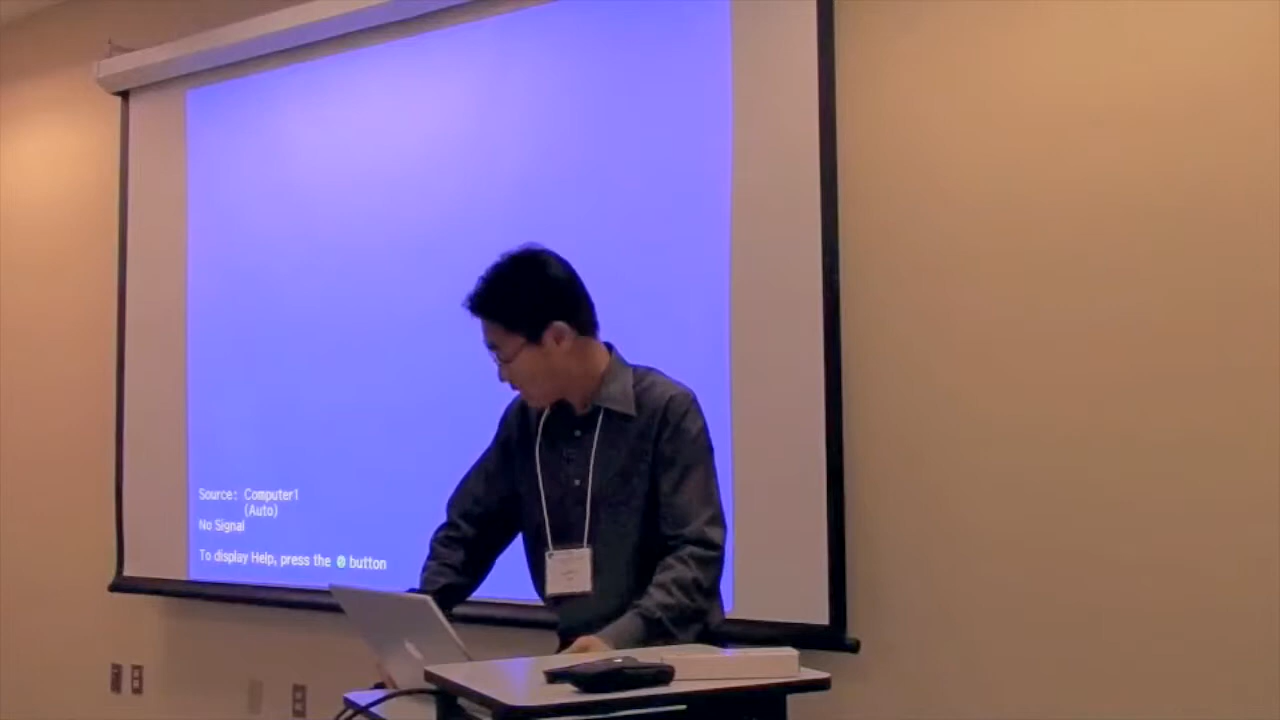 Source: Computer1
(Auto)
No Signal
To display Help, press the ? button